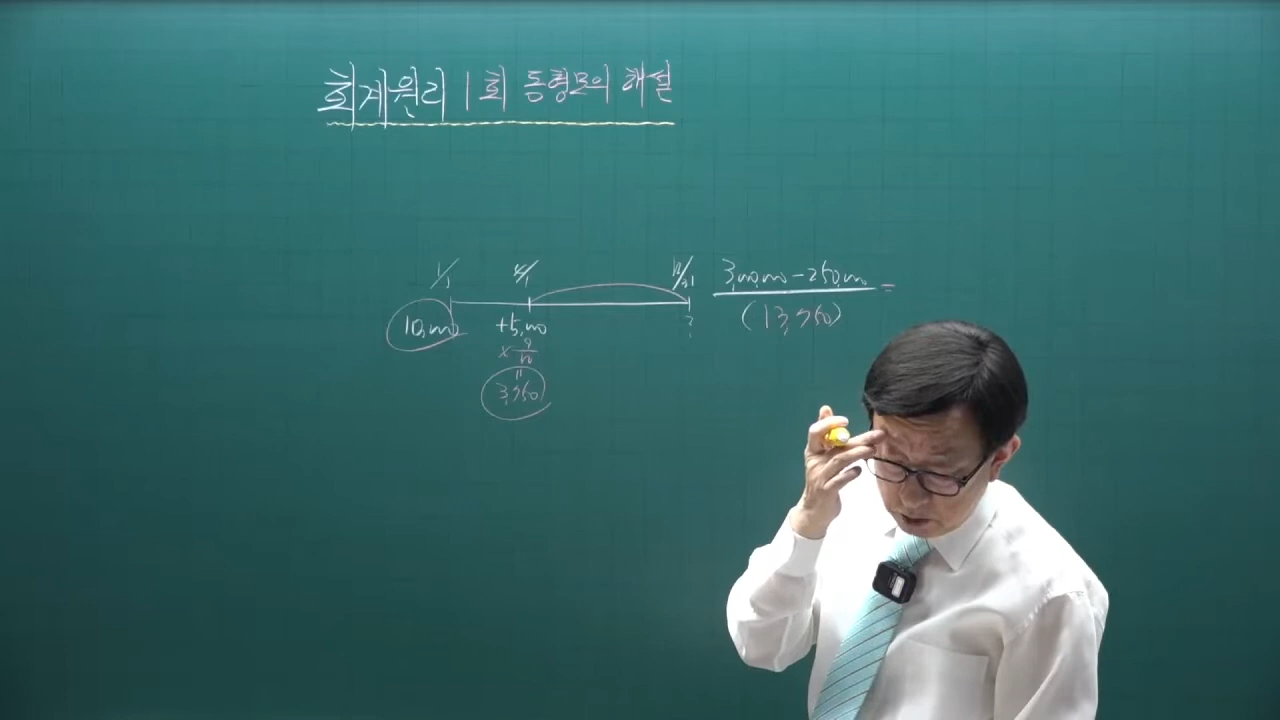 회계원리 1회 동형모의 해설
1/1 4/1 12/31 3,000,000 - 250,000 =
10,000 +5,000 ? (13,750)
× 9/12
"
3,750